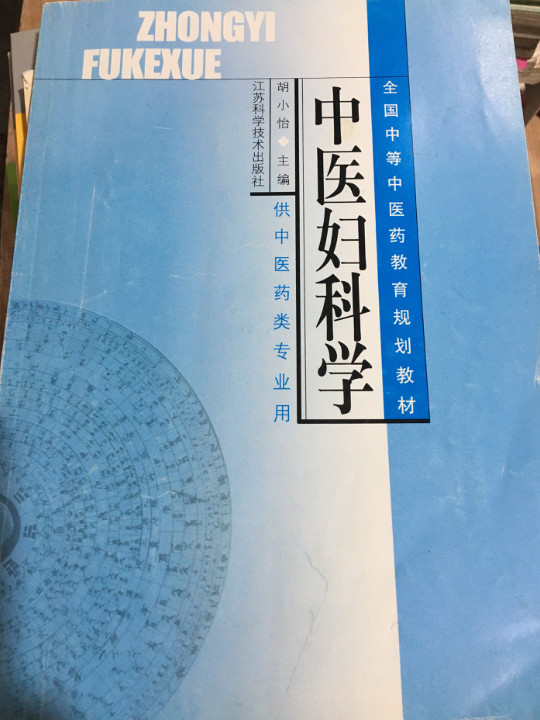 ZHONGYI
FUKEXUE
全国中等中医药教育规划教材
中医妇科学
胡小怡◆主编
江苏科学技术出版社
供中医药类专业用